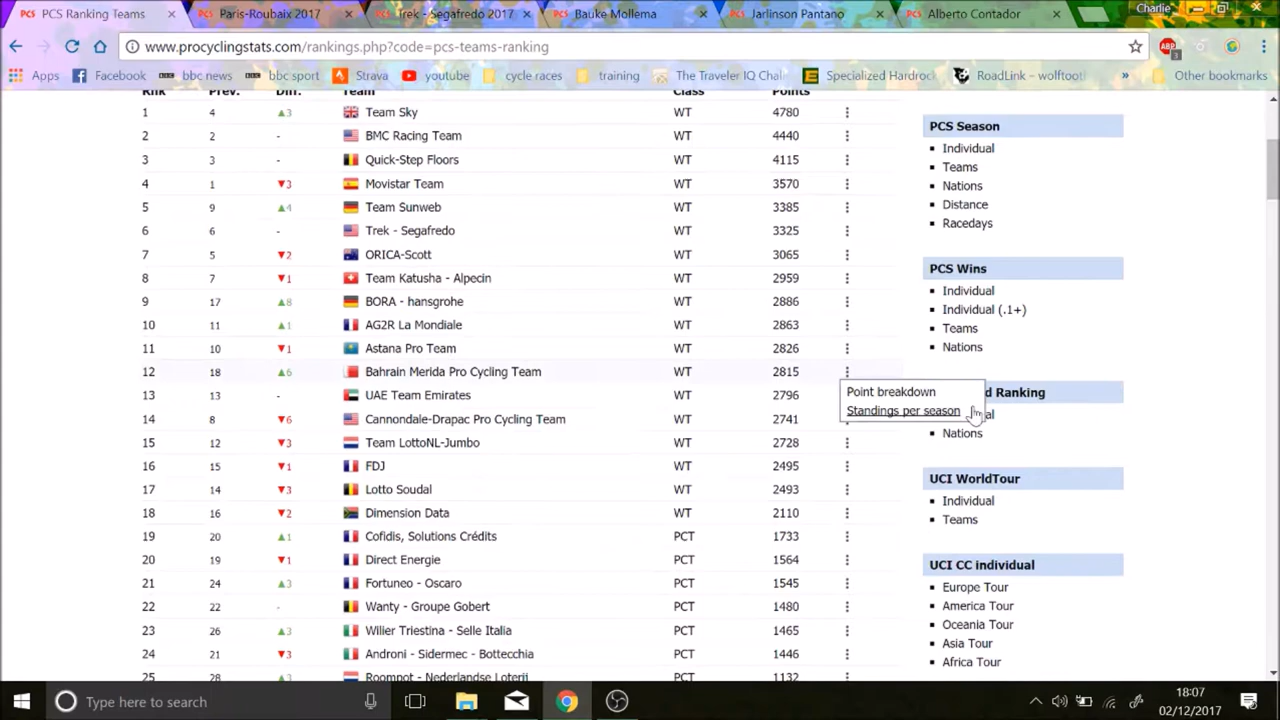 PCS Ranking Teams
Paris-Roubaix 2017
Trek - Segafredo 2017
Bauke Mollema
Jarlinson Pantano
Alberto Contador
Charlie
www.procyclingstats.com/rankings.php?code=pcs-teams-ranking
Apps Facebook bbc news bbc sport Strava youtube cycle races training The Traveler IQ Chal Specialized Hardroc RoadLink - wolftoot » Other bookmarks
Rnk Prev. Diff. Team Class Points
1 4 ▲3 Team Sky WT 4780
2 2 - BMC Racing Team WT 4440
3 3 - Quick-Step Floors WT 4115
4 1 ▼3 Movistar Team WT 3570
5 9 ▲4 Team Sunweb WT 3385
6 6 - Trek - Segafredo WT 3325
7 5 ▼2 ORICA-Scott WT 3065
8 7 ▼1 Team Katusha - Alpecin WT 2959
9 17 ▲8 BORA - hansgrohe WT 2886
10 11 ▲1 AG2R La Mondiale WT 2863
11 10 ▼1 Astana Pro Team WT 2826
12 18 ▲6 Bahrain Merida Pro Cycling Team WT 2815
13 13 - UAE Team Emirates WT 2796
14 8 ▼6 Cannondale-Drapac Pro Cycling Team WT 2741
15 12 ▼3 Team LottoNL-Jumbo WT 2728
16 15 ▼1 FDJ WT 2495
17 14 ▼3 Lotto Soudal WT 2493
18 16 ▼2 Dimension Data WT 2110
19 20 ▲1 Cofidis, Solutions Crédits PCT 1733
20 19 ▼1 Direct Energie PCT 1564
21 24 ▲3 Fortuneo - Oscaro PCT 1545
22 22 - Wanty - Groupe Gobert PCT 1480
23 26 ▲3 Wilier Triestina - Selle Italia PCT 1465
24 21 ▼3 Androni - Sidermec - Bottecchia PCT 1446
25 28 ▲3 Roompot - Nederlandse Loterij PCT 1132
Point breakdown
Standings per season
PCS Season
Individual
Teams
Nations
Distance
Racedays
PCS Wins
Individual
Individual (.1+)
Teams
Nations
d Ranking
al
Nations
UCI WorldTour
Individual
Teams
UCI CC individual
Europe Tour
America Tour
Oceania Tour
Asia Tour
Africa Tour
Type here to search
18:07
02/12/2017